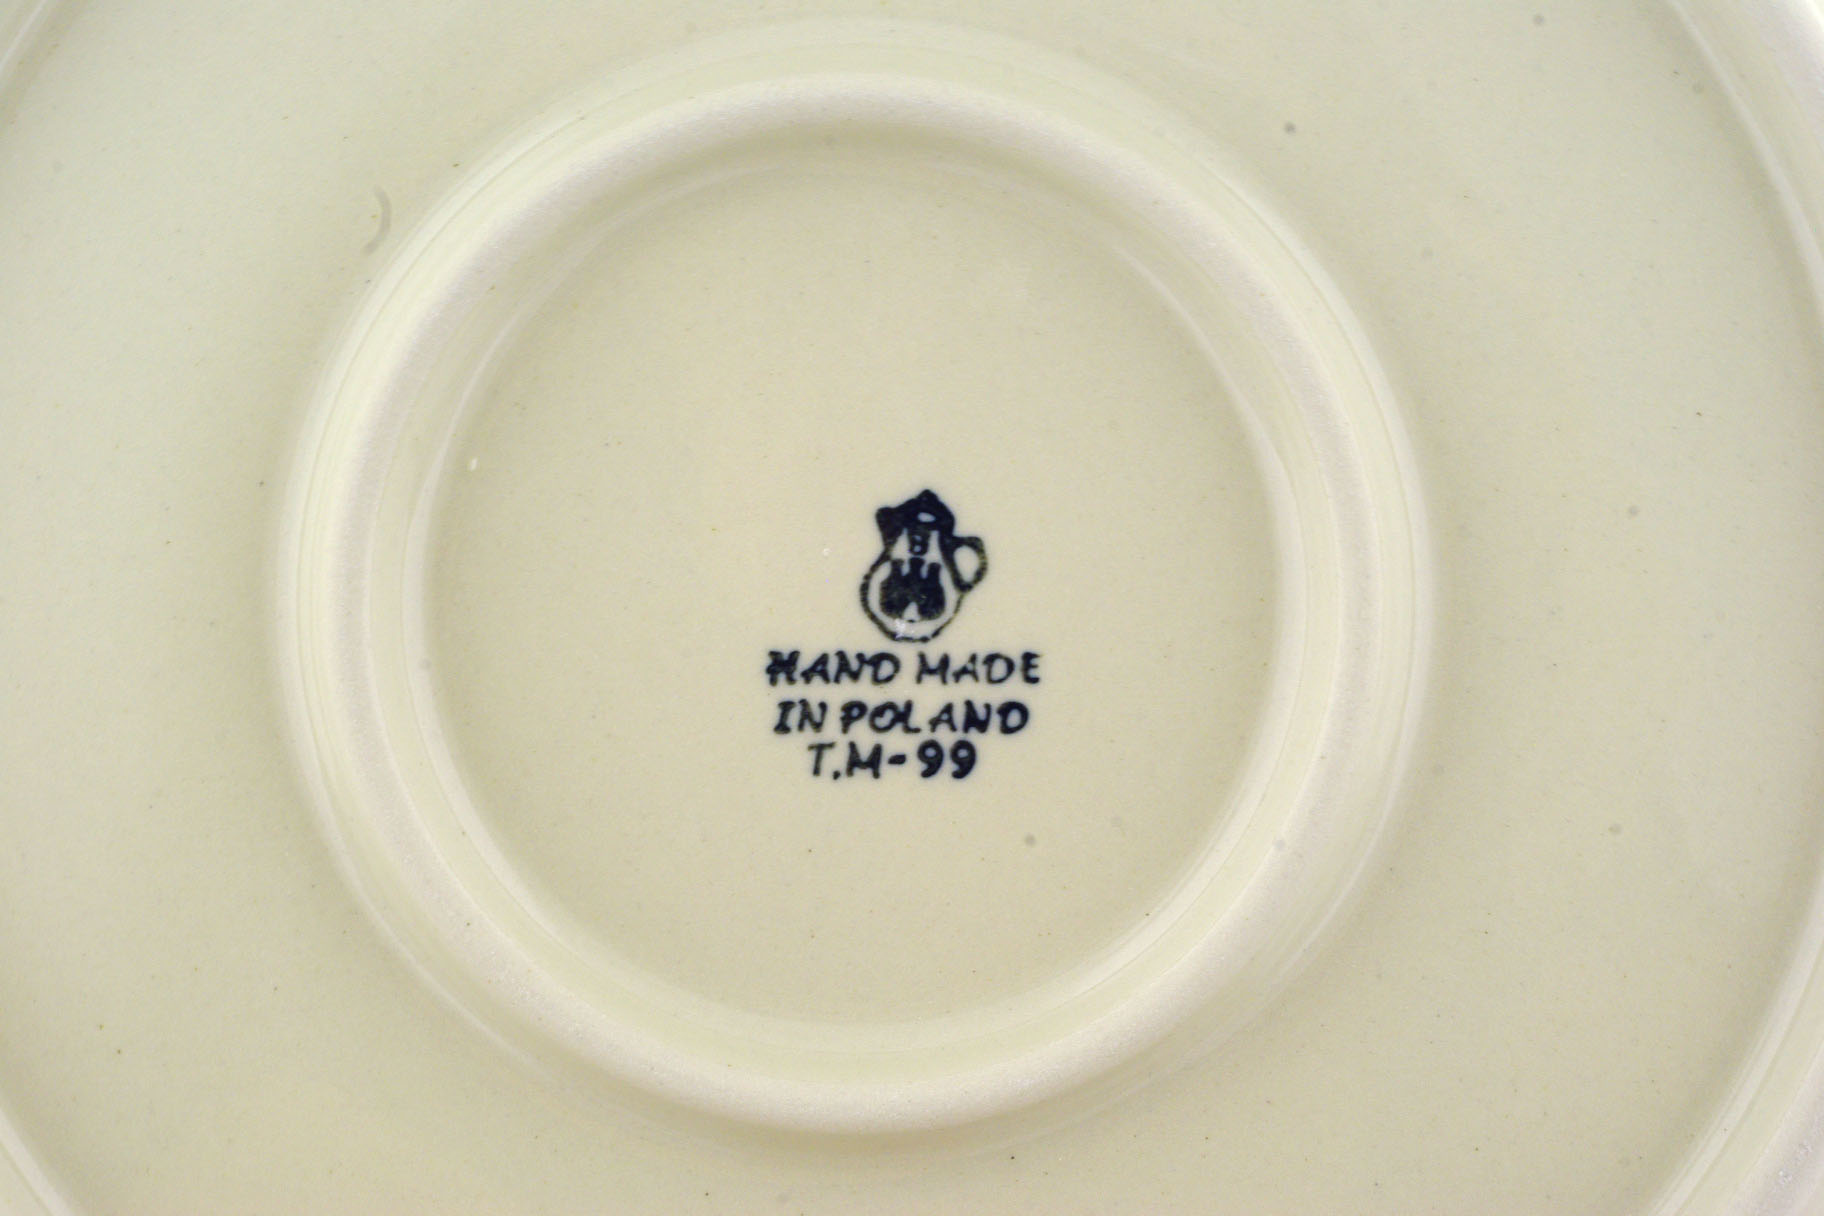 B
HAND MADE
IN POLAND
T.M-99